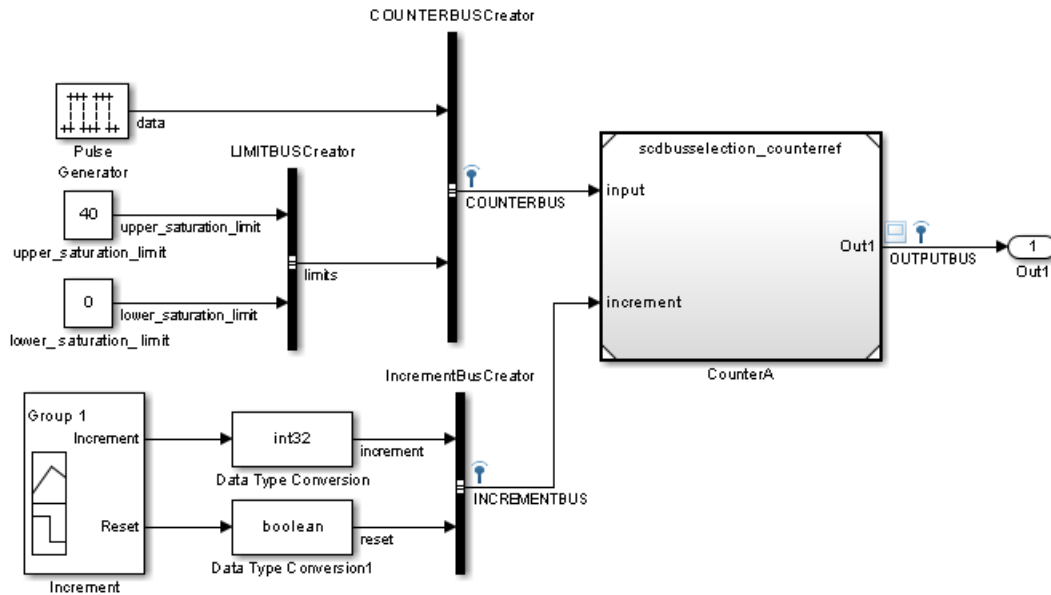 COUNTERBUSCreator
data
Pulse
Generator
LIMITBUSCreator
40
upper_saturation_limit
upper_saturation_limit
limits
0
lower_saturation_limit
lower_saturation_limit
COUNTERBUS
scdbusselection_counterref
input
increment
Out1
CounterA
OUTPUTBUS
1
Out1
IncrementBusCreator
Group 1
Increment
Reset
Increment
int32
increment
Data Type Conversion
boolean
reset
Data Type Conversion1
INCREMENTBUS